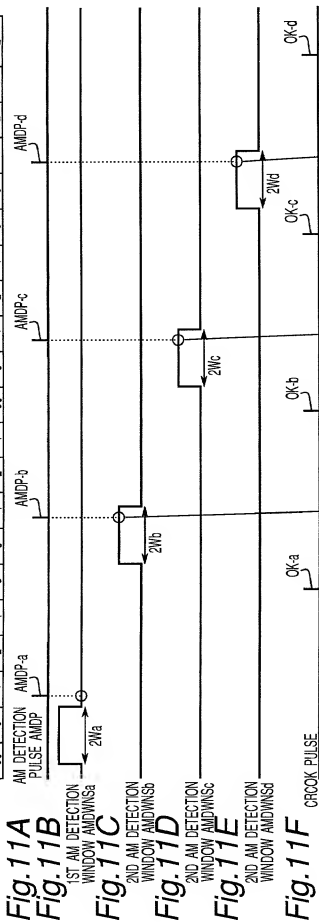 Fig.11A
AM DETECTION
PULSE AMDP
AMDP-a
AMDP-b
AMDP-c
AMDP-d
Fig.11B
1ST AM DETECTION
WINDOW AMDWNSa
2Wa
Fig.11C
2ND AM DETECTION
WINDOW AMDWNSb
2Wb
Fig.11D
2ND AM DETECTION
WINDOW AMDWNSc
2Wc
Fig.11E
2ND AM DETECTION
WINDOW AMDWNSd
2Wd
Fig.11F
CRCOK PULSE
OK-a
OK-b
OK-c
OK-d